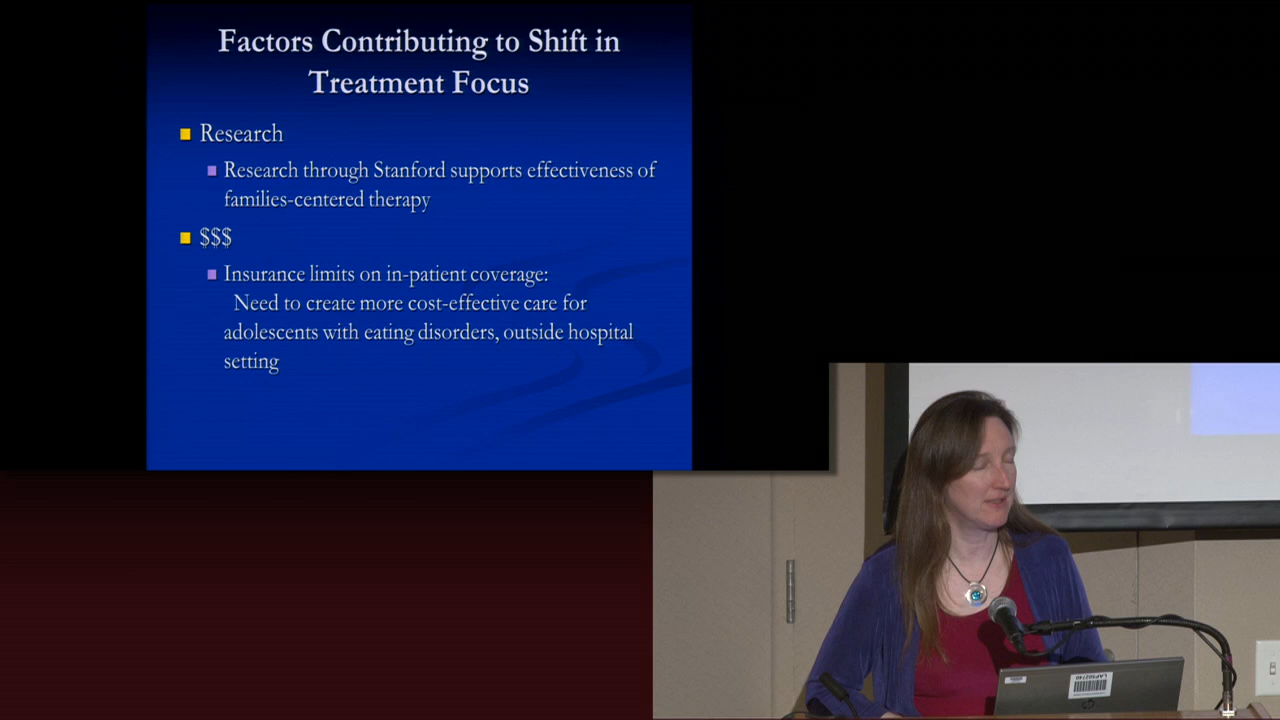 Factors Contributing to Shift in
Treatment Focus
Research
Research through Stanford supports effectiveness of
families-centered therapy
$$$
Insurance limits on in-patient coverage:
Need to create more cost-effective care for
adolescents with eating disorders, outside hospital
setting
LAPS02740
hp